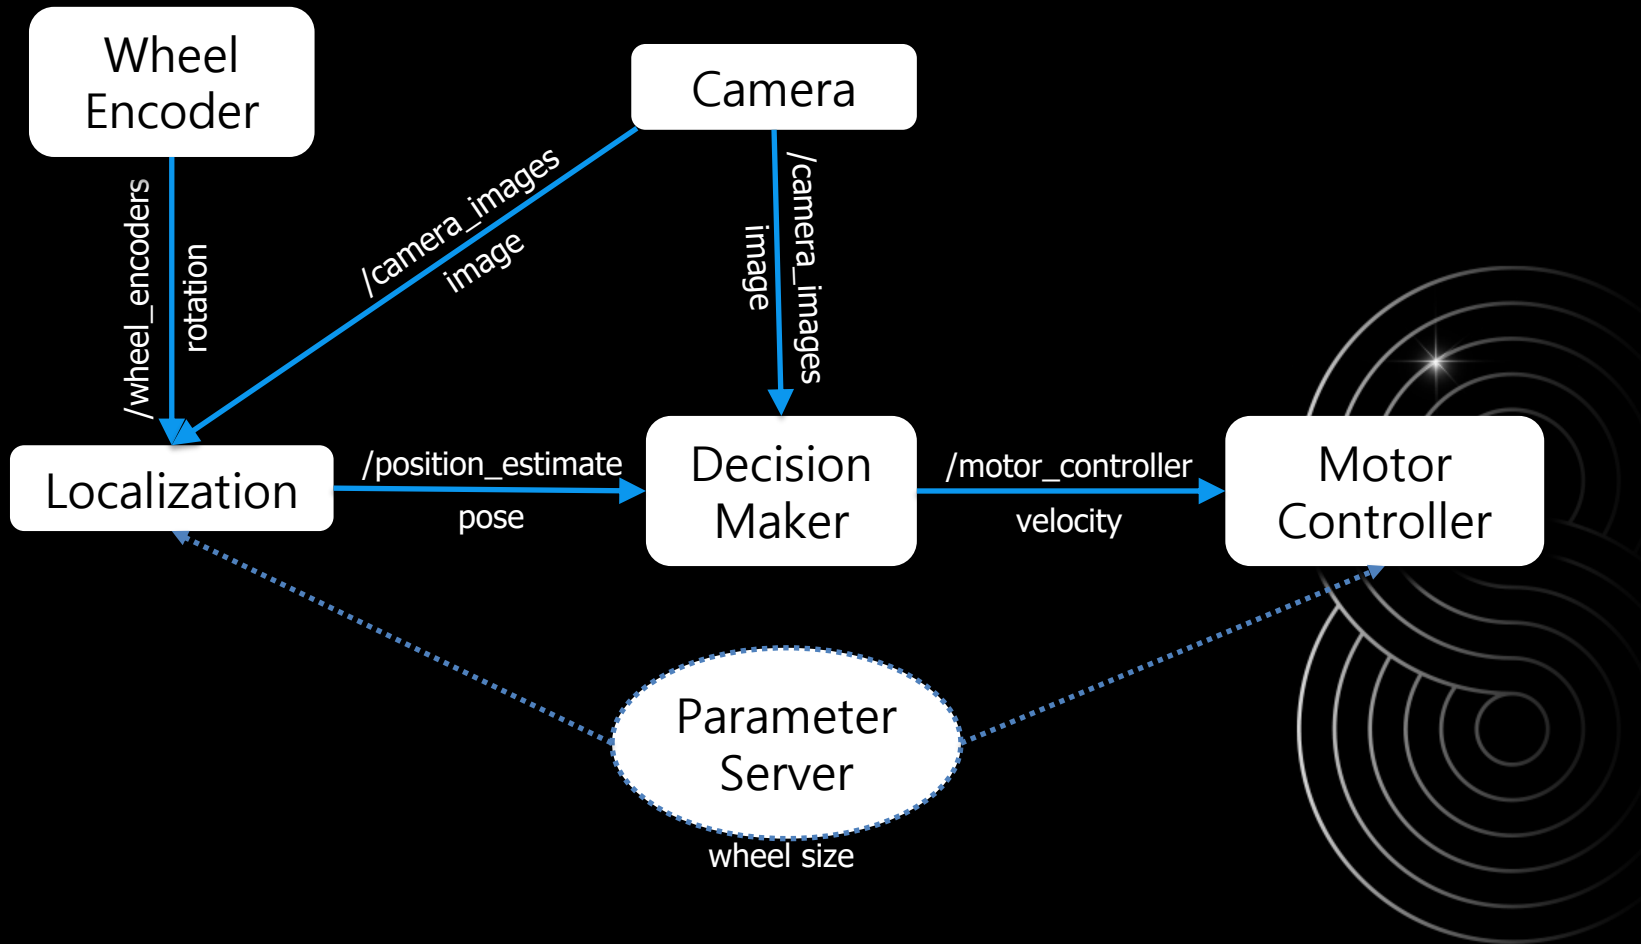 Wheel
Encoder
Camera
/wheel_encoders
rotation
/camera_images
image
/camera_images
image
Localization
/position_estimate
pose
Decision
Maker
/motor_controller
velocity
Motor
Controller
Parameter
Server
wheel size